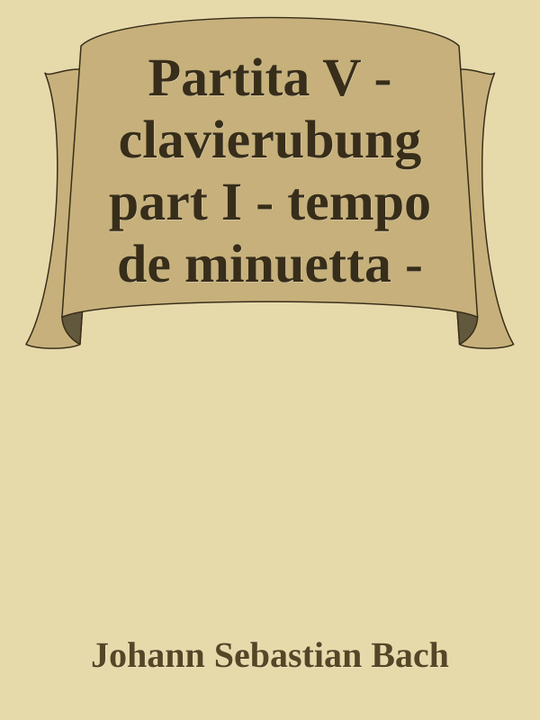 Partita V -
clavierubung
part I - tempo
de minuetta -
Johann Sebastian Bach